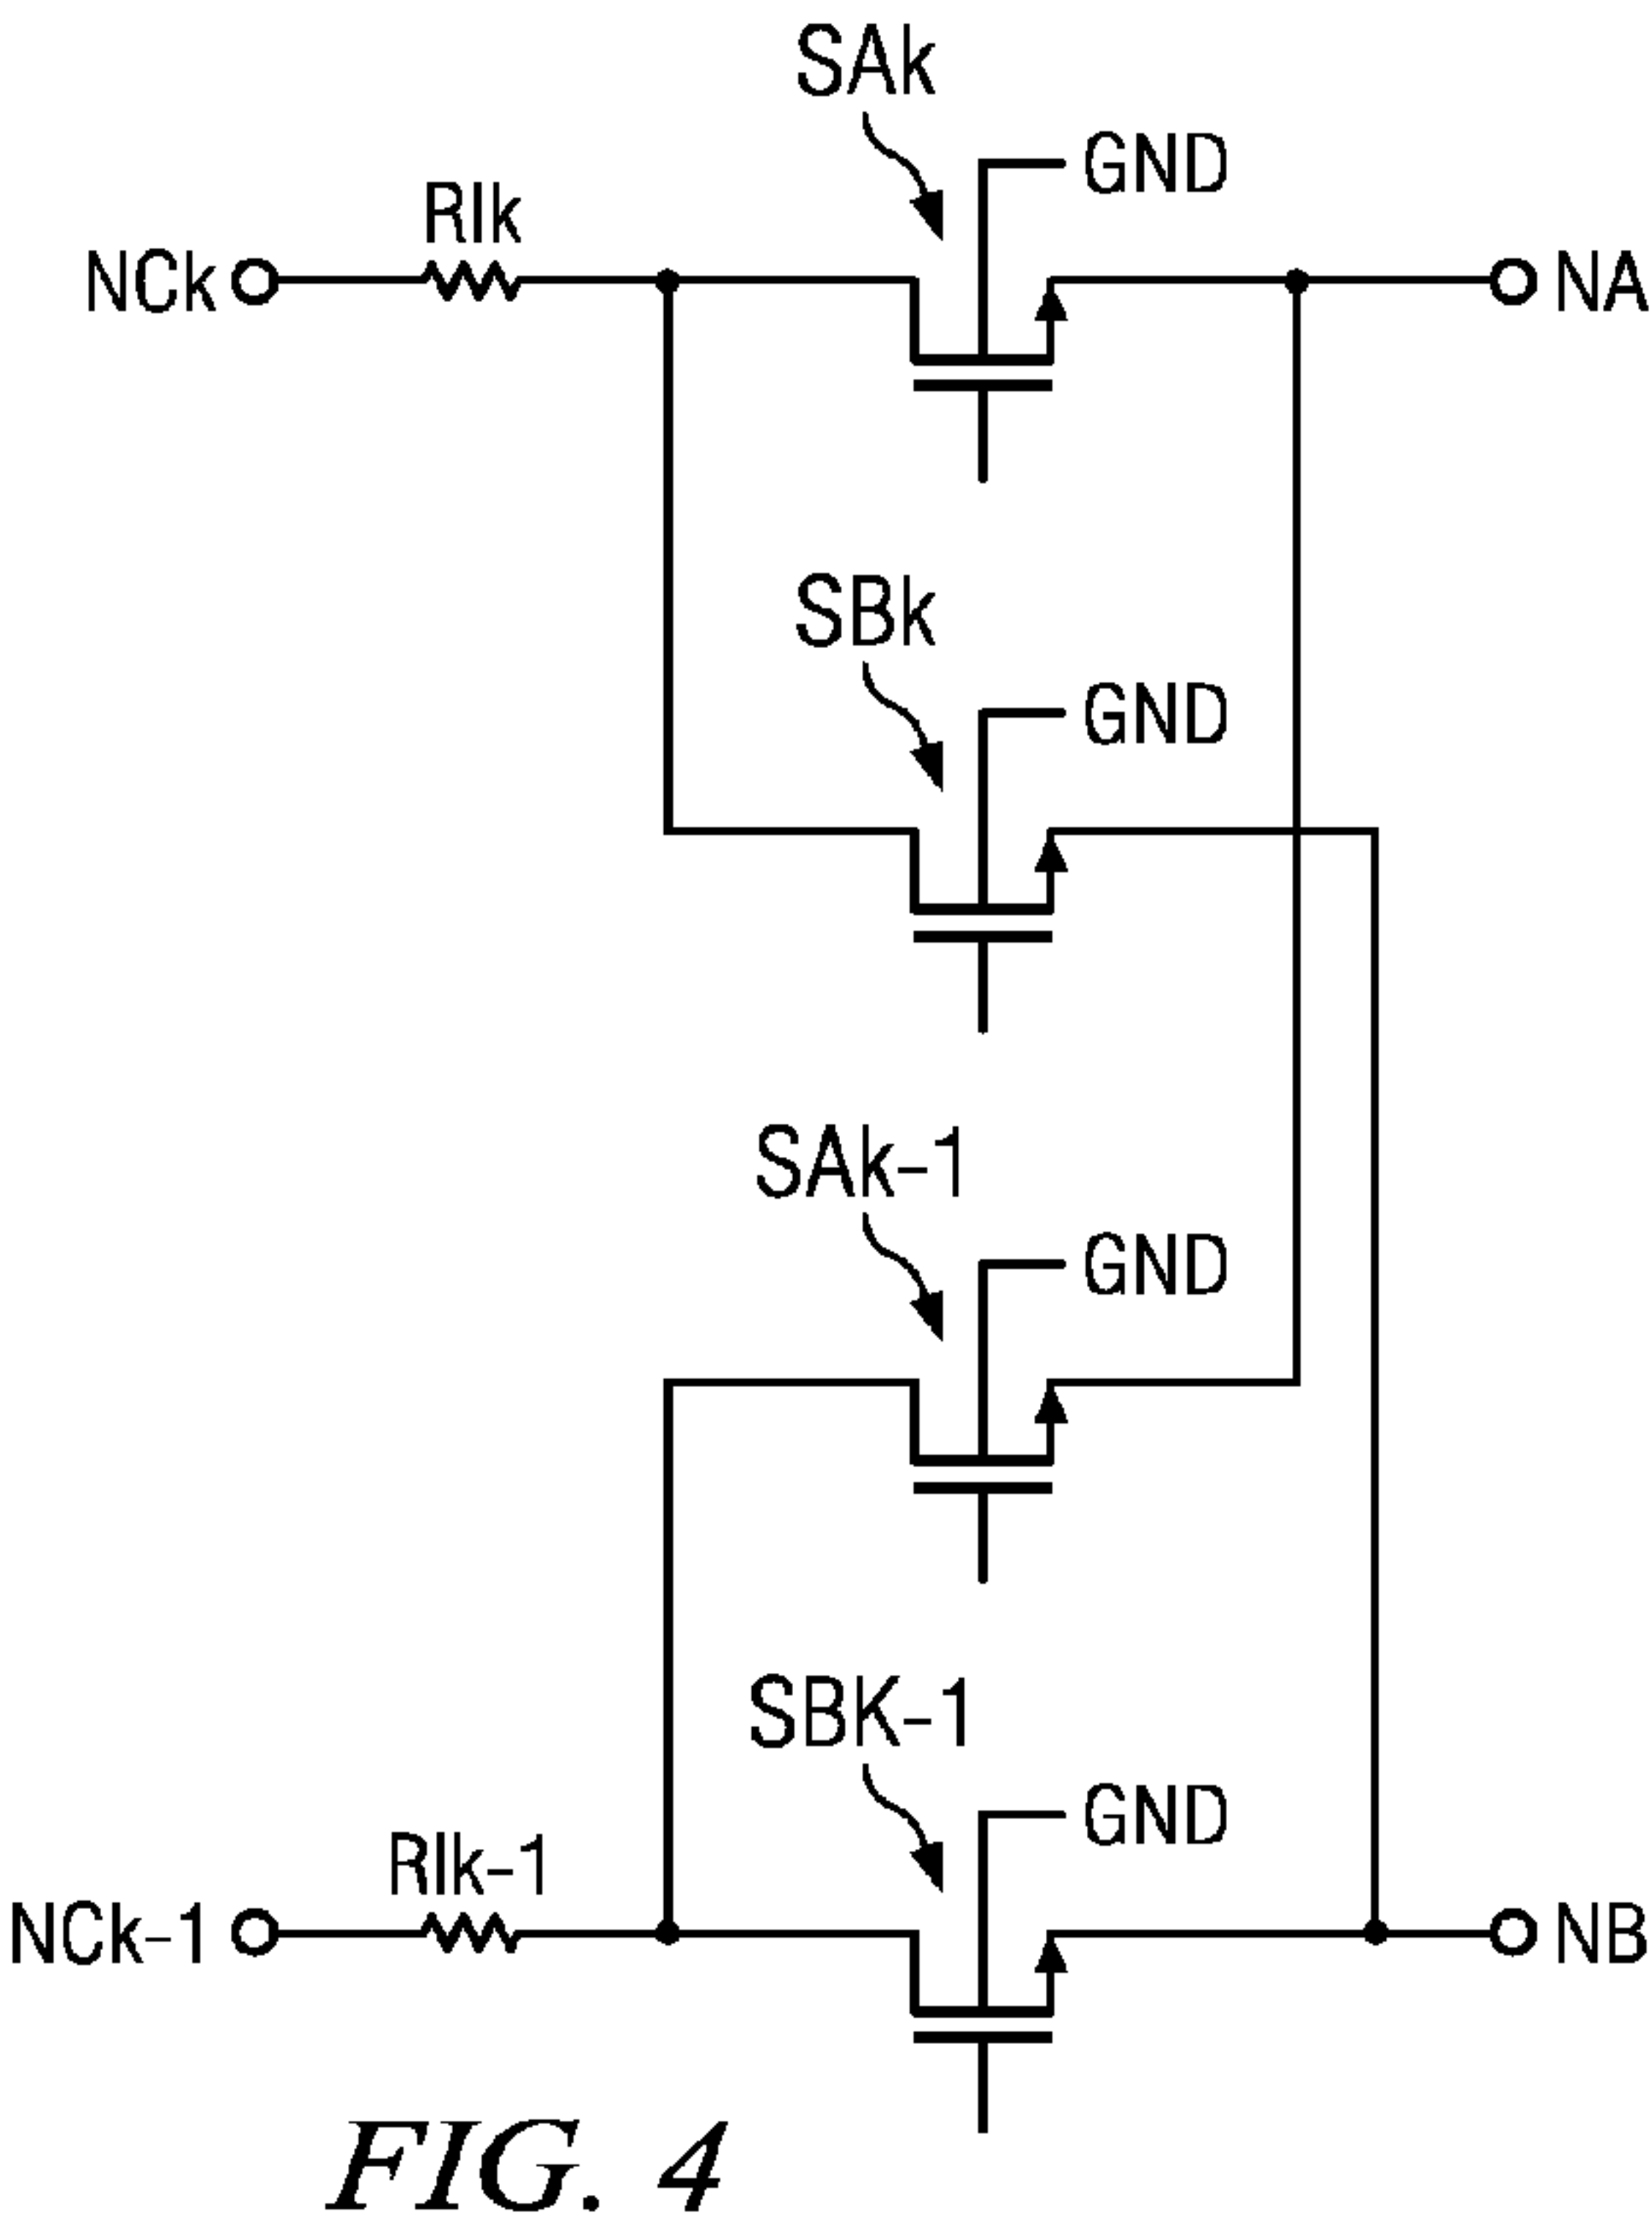 SAk
GND
RIk
NCk
NA
SBk
GND
SAk-1
GND
SBK-1
GND
RIk-1
NCk-1
NB
FIG. 4